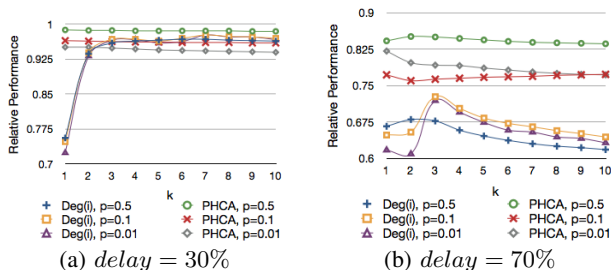 1
0.925
0.85
0.775
0.7
Relative Performance
1 2 3 4 5 6 7 8 9 10
k
Deg(i), p=0.5 PHCA, p=0.5
Deg(i), p=0.1 PHCA, p=0.1
Deg(i), p=0.01 PHCA, p=0.01
(a) delay = 30%
0.9
0.825
0.75
0.675
0.6
Relative Performance
1 2 3 4 5 6 7 8 9 10
k
Deg(i), p=0.5 PHCA, p=0.5
Deg(i), p=0.1 PHCA, p=0.1
Deg(i), p=0.01 PHCA, p=0.01
(b) delay = 70%